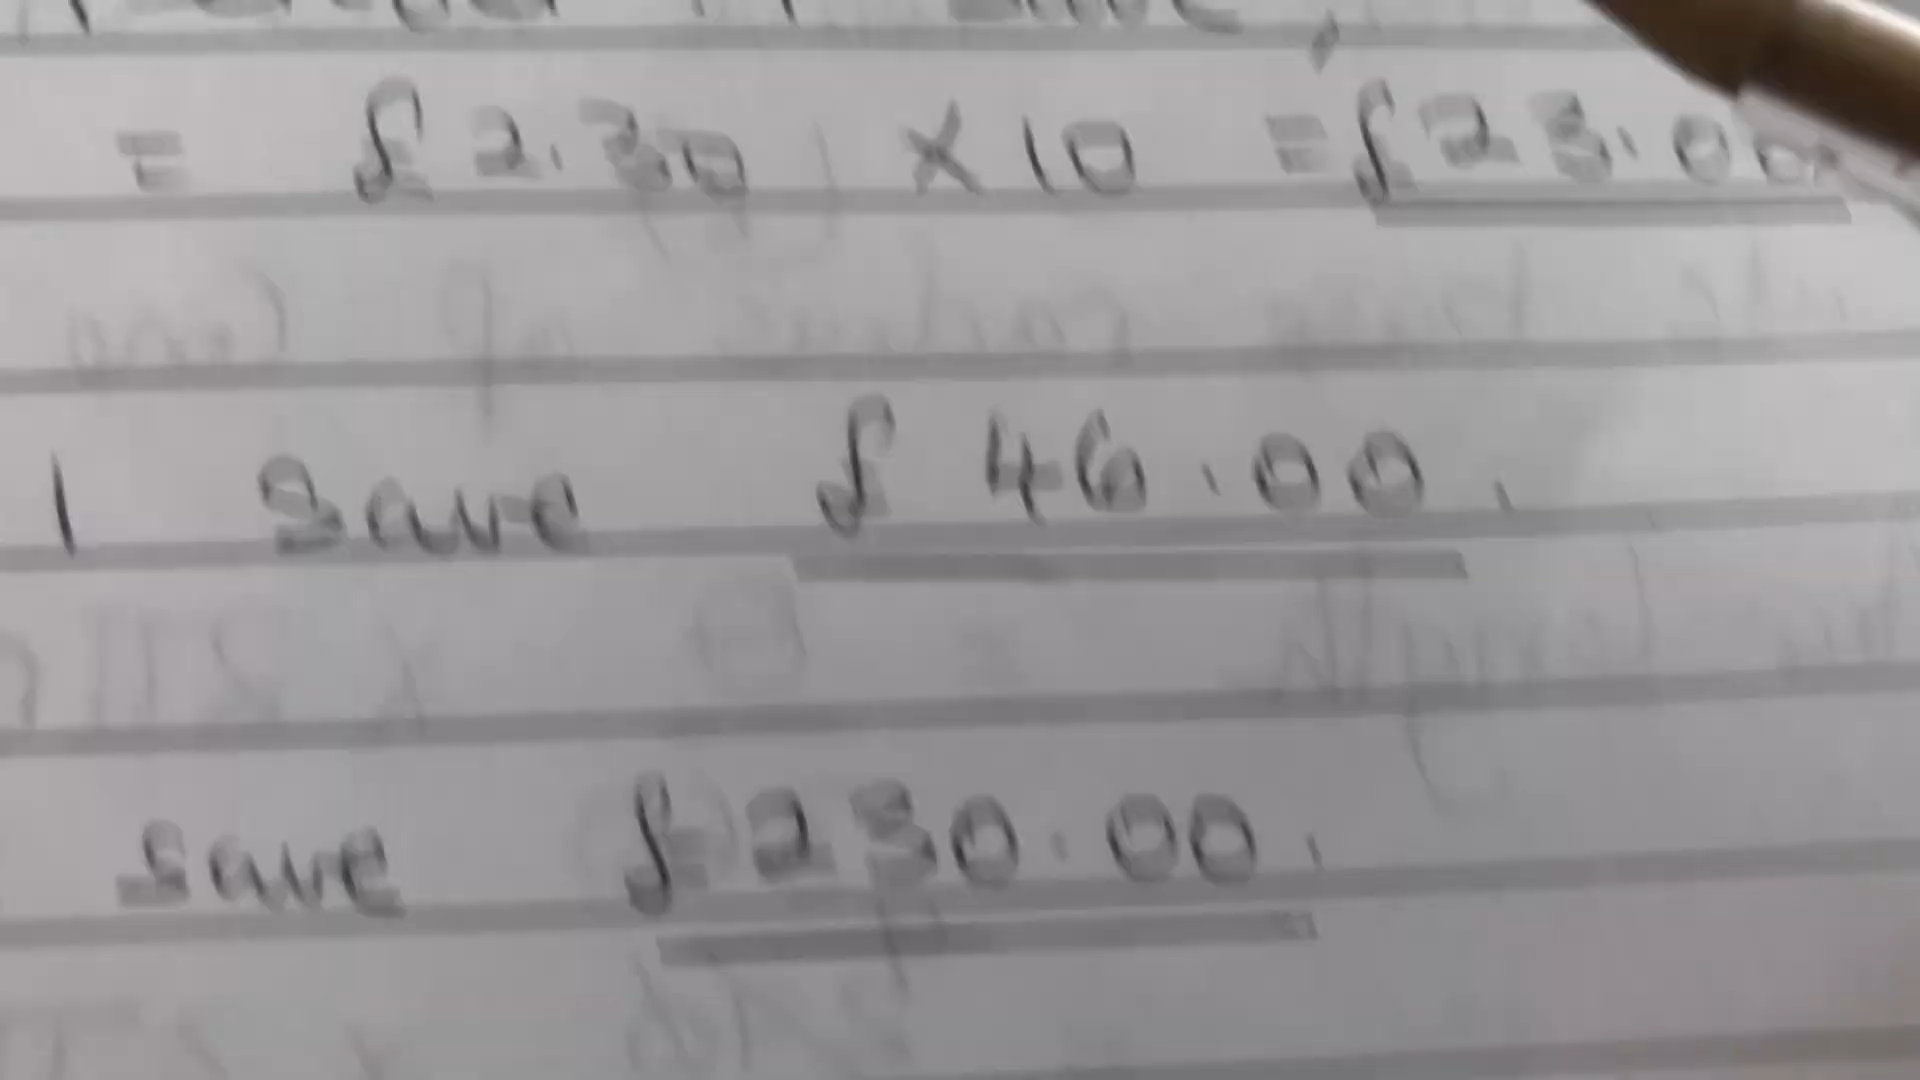 = £2.30 × 10 = £23.00
I save £46.00.
save £230.00.